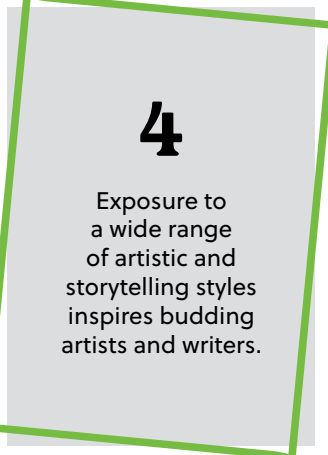 4
Exposure to
a wide range
of artistic and
storytelling styles
inspires budding
artists and writers.